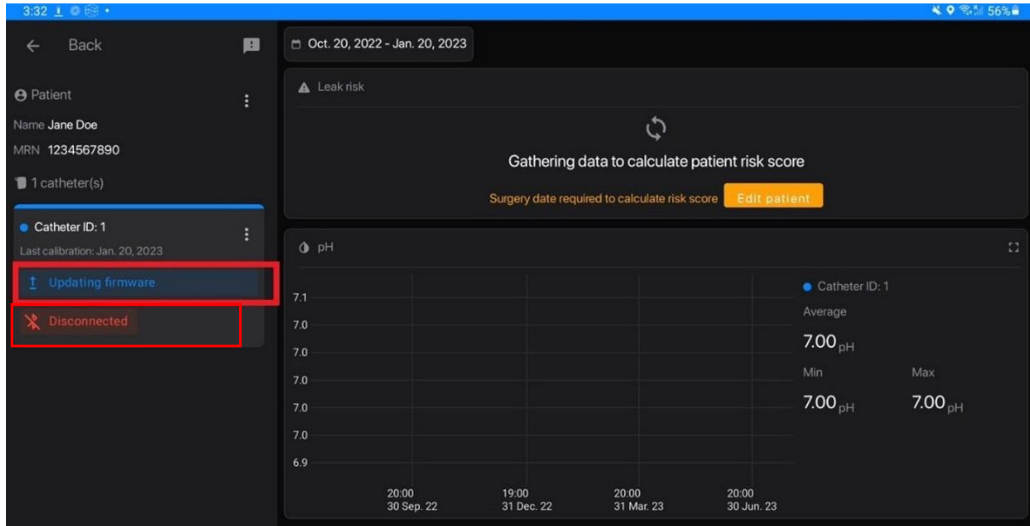 3:32 56%
Back
Oct. 20, 2022 - Jan. 20, 2023
Patient
Name Jane Doe
MRN 1234567890
1 catheter(s)
Catheter ID: 1
Last calibration: Jan. 20, 2023
Updating firmware
Disconnected
Leak risk
Gathering data to calculate patient risk score
Surgery date required to calculate risk score Edit patient
pH
7.1
7.0
7.0
7.0
7.0
7.0
6.9
20:00 19:00 20:00 20:00
30 Sep. 22 31 Dec. 22 31 Mar. 23 30 Jun. 23
Catheter ID: 1
Average
7.00 pH
Min Max
7.00 pH 7.00 pH